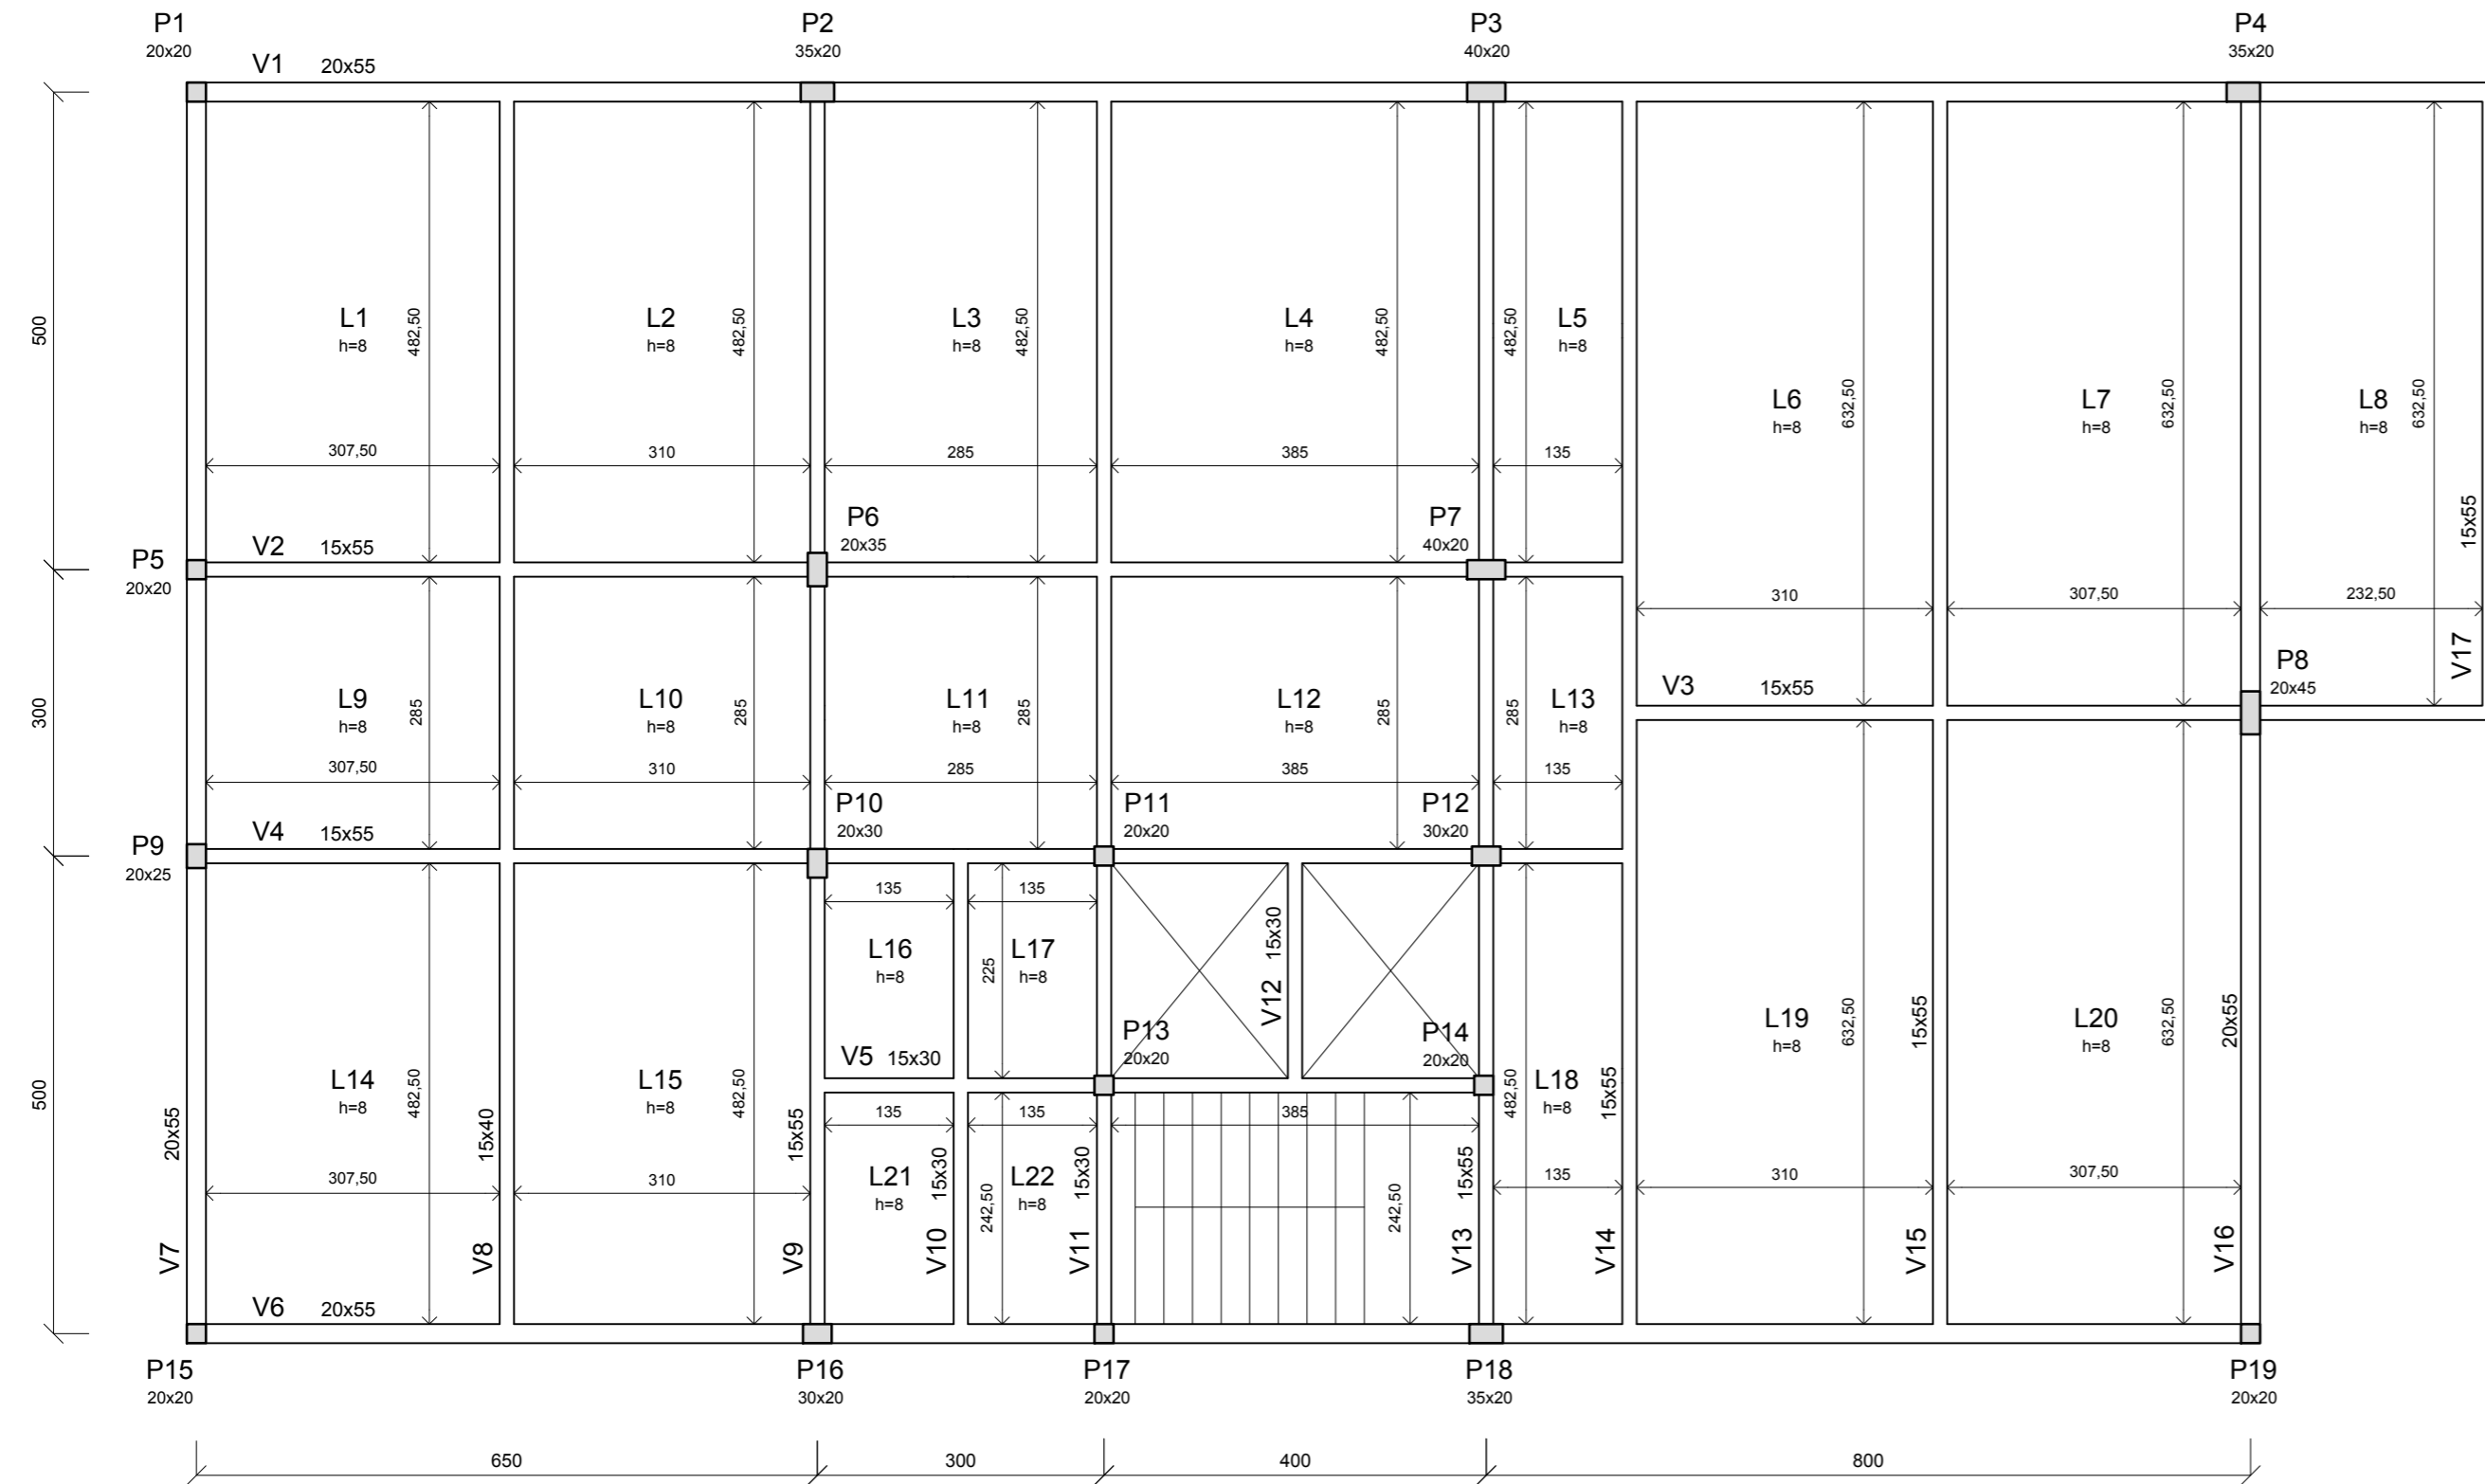 P1
20x20
P2
35x20
P3
40x20
P4
35x20
V1 20x55
500
L1
h=8
482,50
L2
h=8
482,50
L3
h=8
482,50
L4
h=8
482,50
482,50
L5
h=8
L6
h=8
632,50
L7
h=8
632,50
L8
h=8
632,50
15x55
307,50
310
285
385
135
P5
20x20
V2 15x55
P6
20x35
P7
40x20
310
307,50
232,50
V17
V3 15x55
P8
20x45
300
L9
h=8
285
L10
h=8
285
L11
h=8
285
L12
h=8
285
285
L13
h=8
307,50
310
285
385
135
P9
20x25
V4 15x55
P10
20x30
P11
20x20
P12
30x20
135
135
L16
h=8
225
L17
h=8
V12 15x30
P13
20x20
P14
20x20
V5 15x30
500
20x55
L14
h=8
482,50
15x40
L15
h=8
482,50
15x55
135
135
385
482,50
L18
h=8
15x55
L19
h=8
632,50
15x55
L20
h=8
632,50
20x55
307,50
310
L21
h=8
15x30
242,50
L22
h=8
15x30
242,50
15x55
135
310
307,50
V7
V8
V9
V10
V11
V13
V14
V15
V16
V6 20x55
P15
20x20
P16
30x20
P17
20x20
P18
35x20
P19
20x20
650
300
400
800